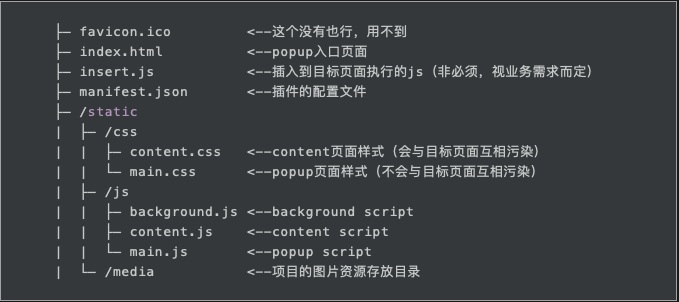 ├─ favicon.ico         <--这个没有也行，用不到
├─ index.html          <--popup入口页面
├─ insert.js           <--插入到目标页面执行的js（非必须，视业务需求而定）
├─ manifest.json       <--插件的配置文件
├─ /static
|  ├─ /css
|  |  ├─ content.css   <--content页面样式（会与目标页面互相污染）
|  |  └─ main.css      <--popup页面样式（不会与目标页面互相污染）
|  ├─ /js
|  |  ├─ background.js <--background script
|  |  ├─ content.js    <--content script
|  |  └─ main.js       <--popup script
|  └─ /media           <--项目的图片资源存放目录